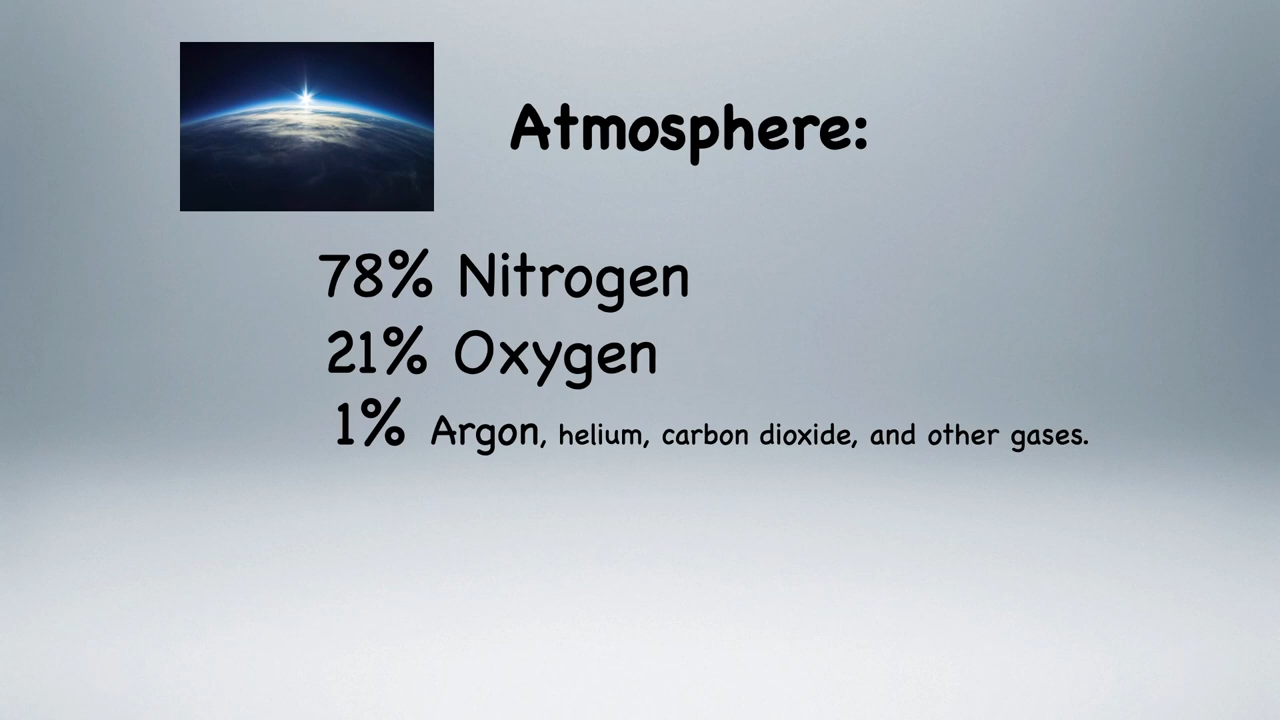 Atmosphere:
78% Nitrogen
21% Oxygen
1% Argon, helium, carbon dioxide, and other gases.